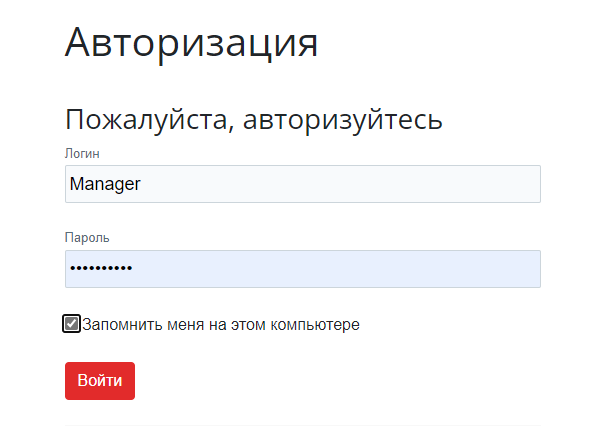 Авторизация
Пожалуйста, авторизуйтесь
Логин
Manager
Пароль
••••••••••
Запомнить меня на этом компьютере
Войти